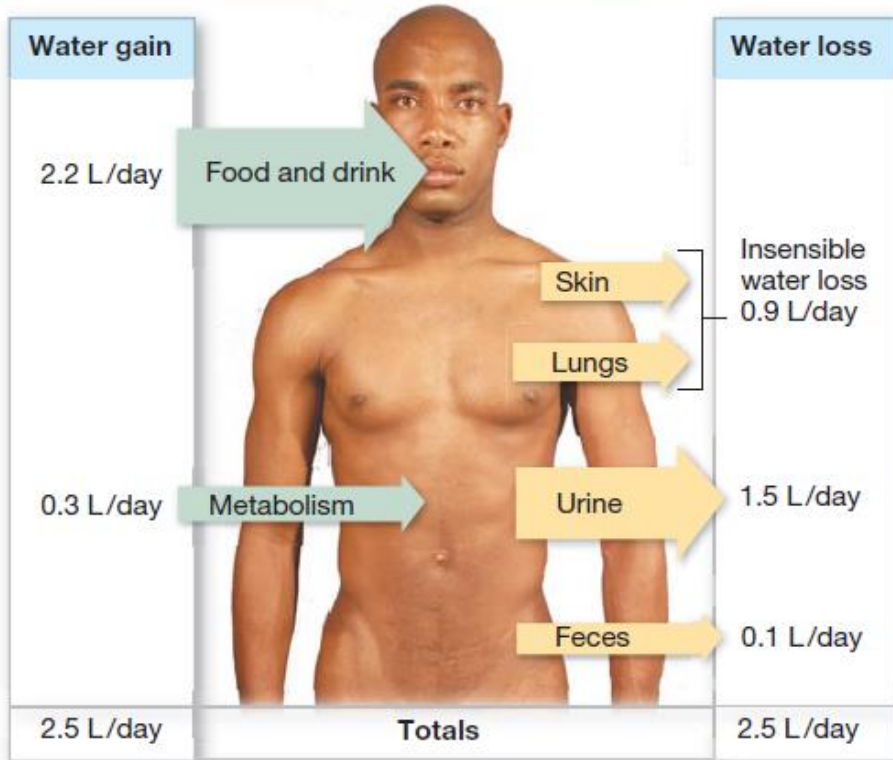 Water gain
Water loss
2.2 L/day
Food and drink
Skin
Insensible
water loss
0.9 L/day
Lungs
0.3 L/day
Metabolism
Urine
1.5 L/day
Feces
0.1 L/day
2.5 L/day
Totals
2.5 L/day